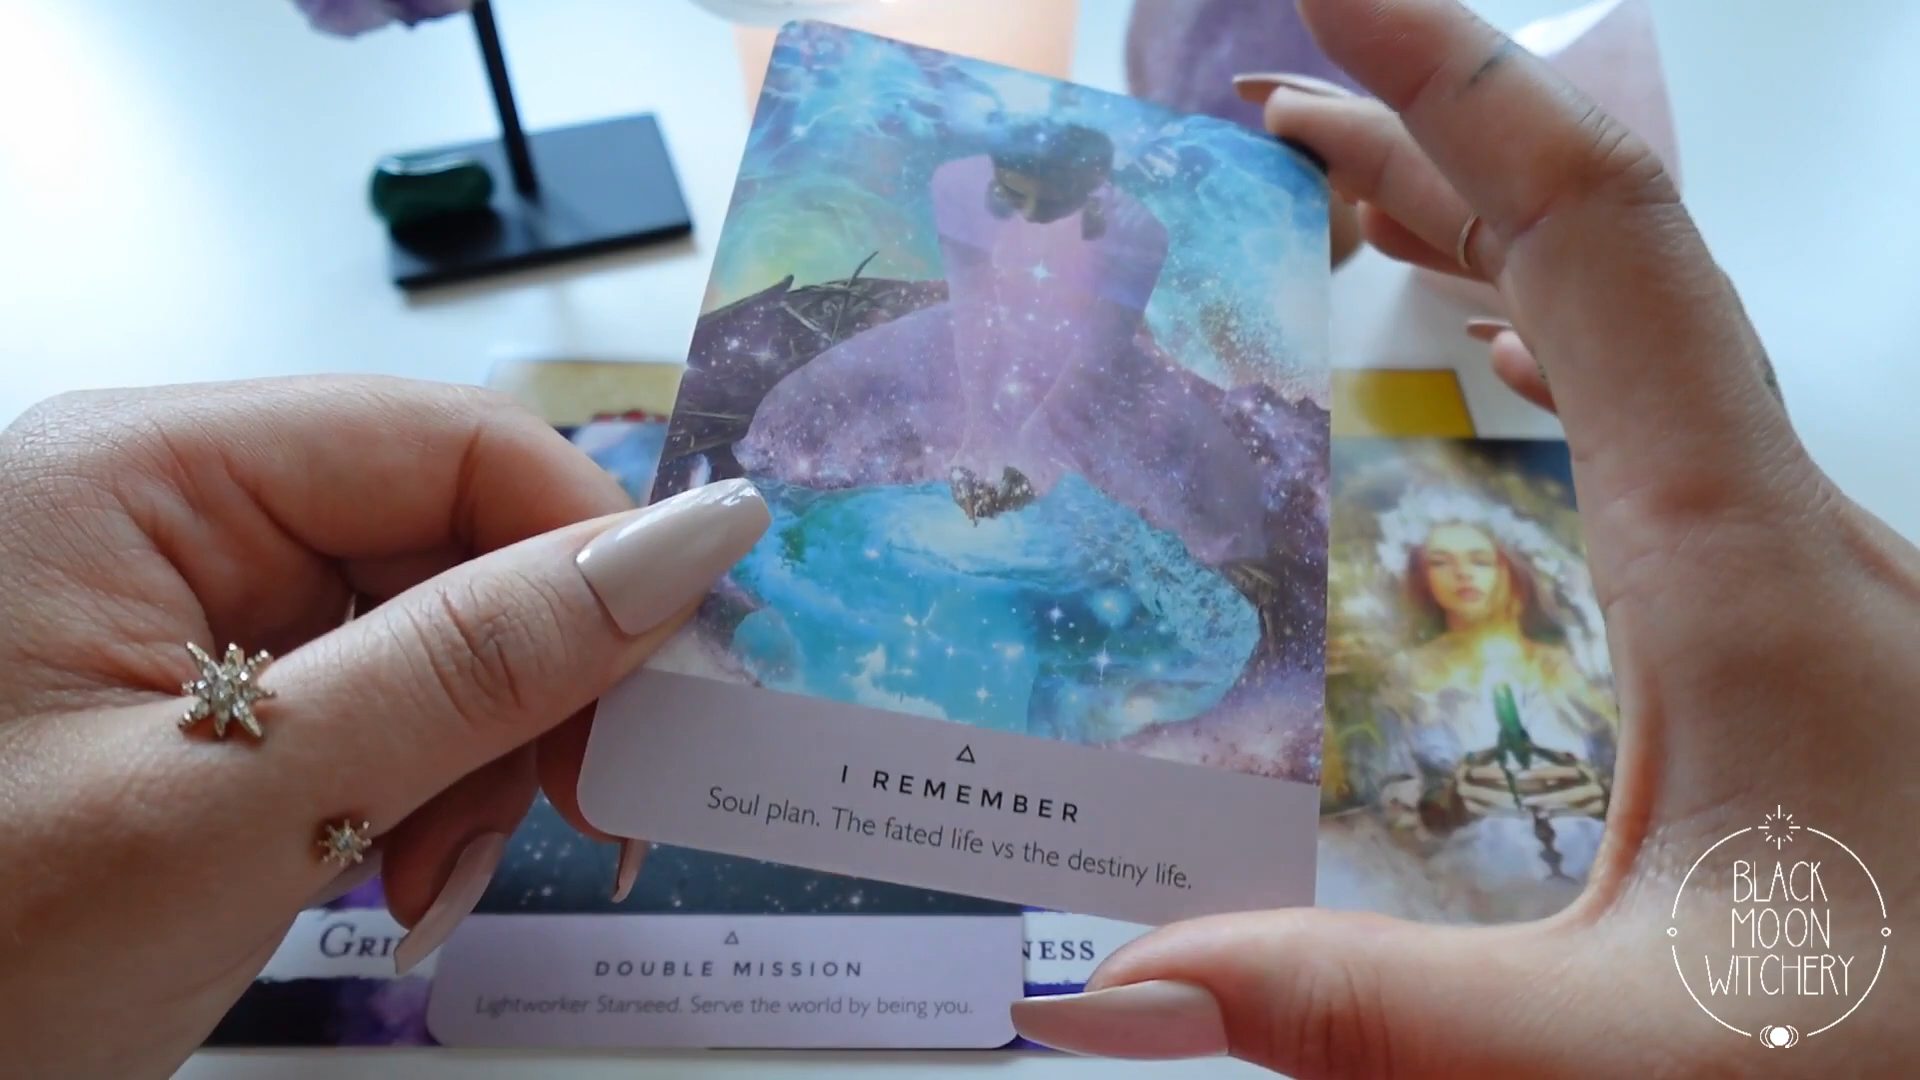 I REMEMBER
Soul plan. The fated life vs the destiny life.
DOUBLE MISSION
Lightworker Starseed. Serve the world by being you.
BLACK
MOON
WITCHERY